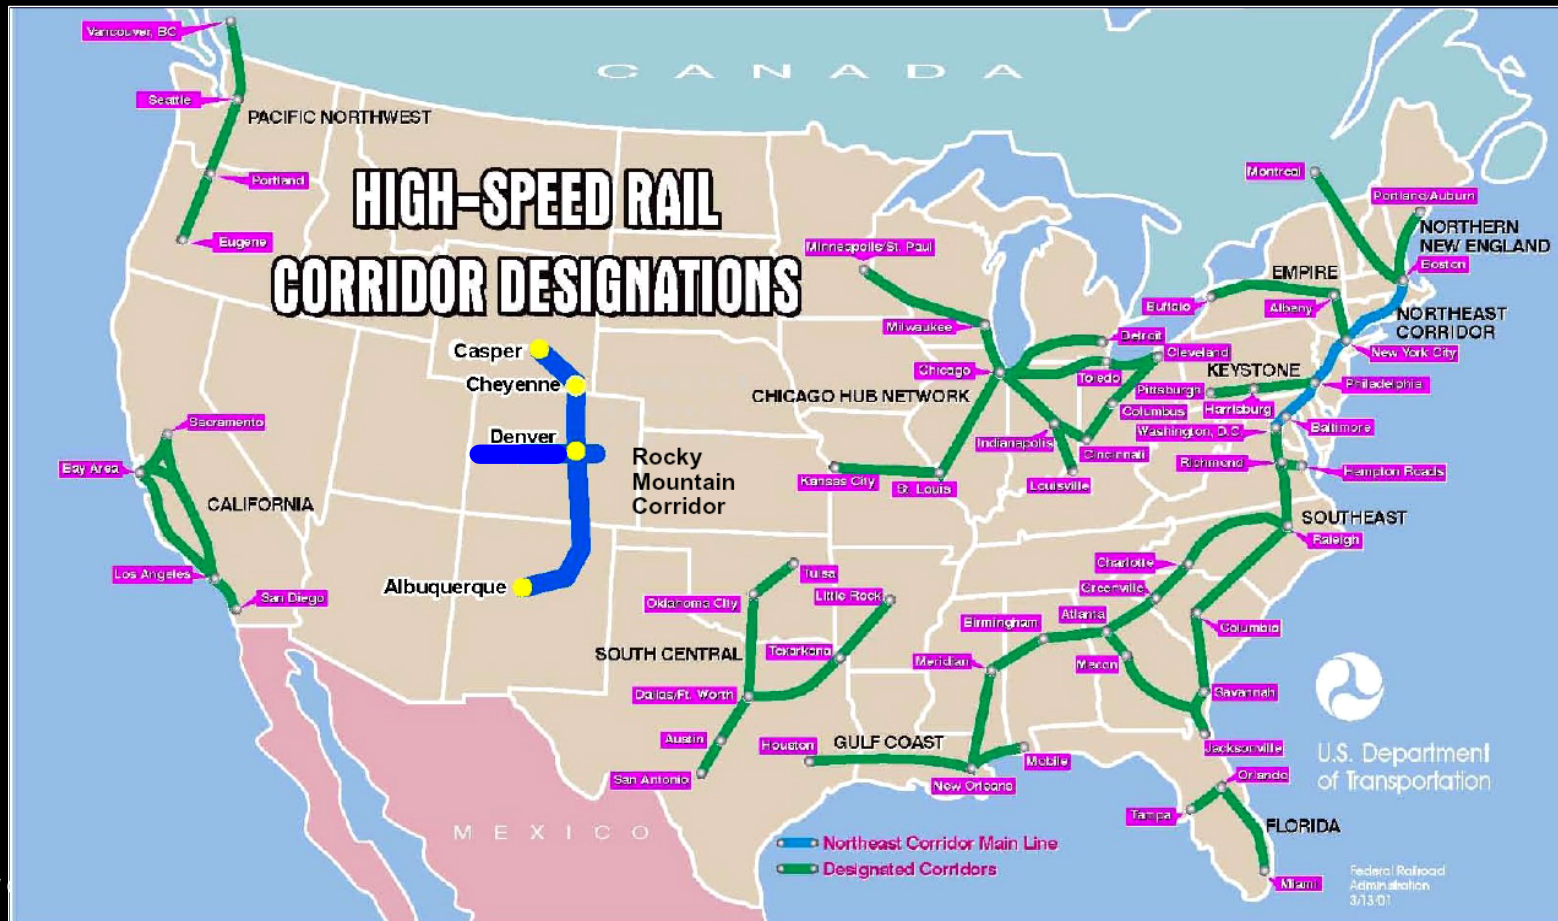 Vancouver, BC
CANADA
Seattle
PACIFIC NORTHWEST
Portland
Eugene
HIGH-SPEED RAIL
CORRIDOR DESIGNATIONS
Montreal
Portland/Auburn
NORTHERN
NEW ENGLAND
Boston
Minneapolis/St. Paul
EMPIRE
Buffalo
Albany
NORTHEAST
CORRIDOR
Milwaukee
Detroit
Cleveland
New York City
Casper
Cheyenne
Chicago
Toledo
KEYSTONE
Pittsburgh
Harrisburg
Philadelphia
CHICAGO HUB NETWORK
Columbus
Sacramento
Denver
Indianapolis
Cincinnati
Washington, D.C.
Baltimore
Bay Area
Rocky
Mountain
Corridor
Kansas City
St. Louis
Louisville
Richmond
Hampton Roads
CALIFORNIA
SOUTHEAST
Raleigh
Los Angeles
San Diego
Albuquerque
Tulsa
Oklahoma City
Little Rock
Charlotte
Greenville
Atlanta
Birmingham
Columbia
SOUTH CENTRAL
Texarkana
Meridian
Macon
Dallas/Ft. Worth
Savannah
Austin
Houston
GULF COAST
Mobile
Jacksonville
San Antonio
New Orleans
Orlando
U.S. Department
of Transportation
Tampa
FLORIDA
Miami
MEXICO
Northeast Corridor Main Line
Designated Corridors
Federal Railroad
Administration
3/13/01